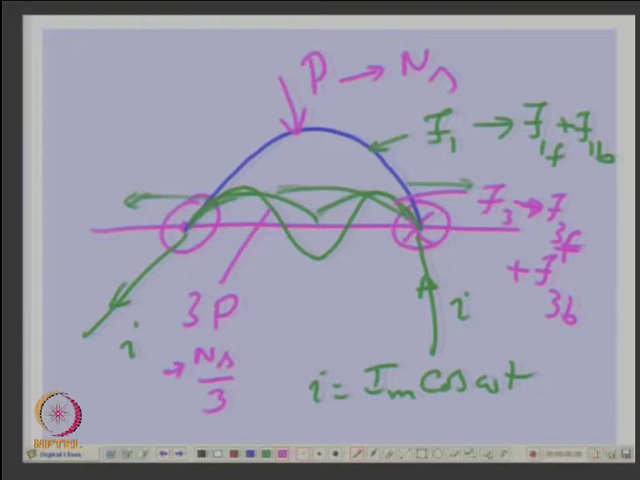 P → Ns
F1 → F1f + F1b
F3 → F3f + F3b
3P
→ Ns/3
i
i
i = Im cos ωt
NPTEL